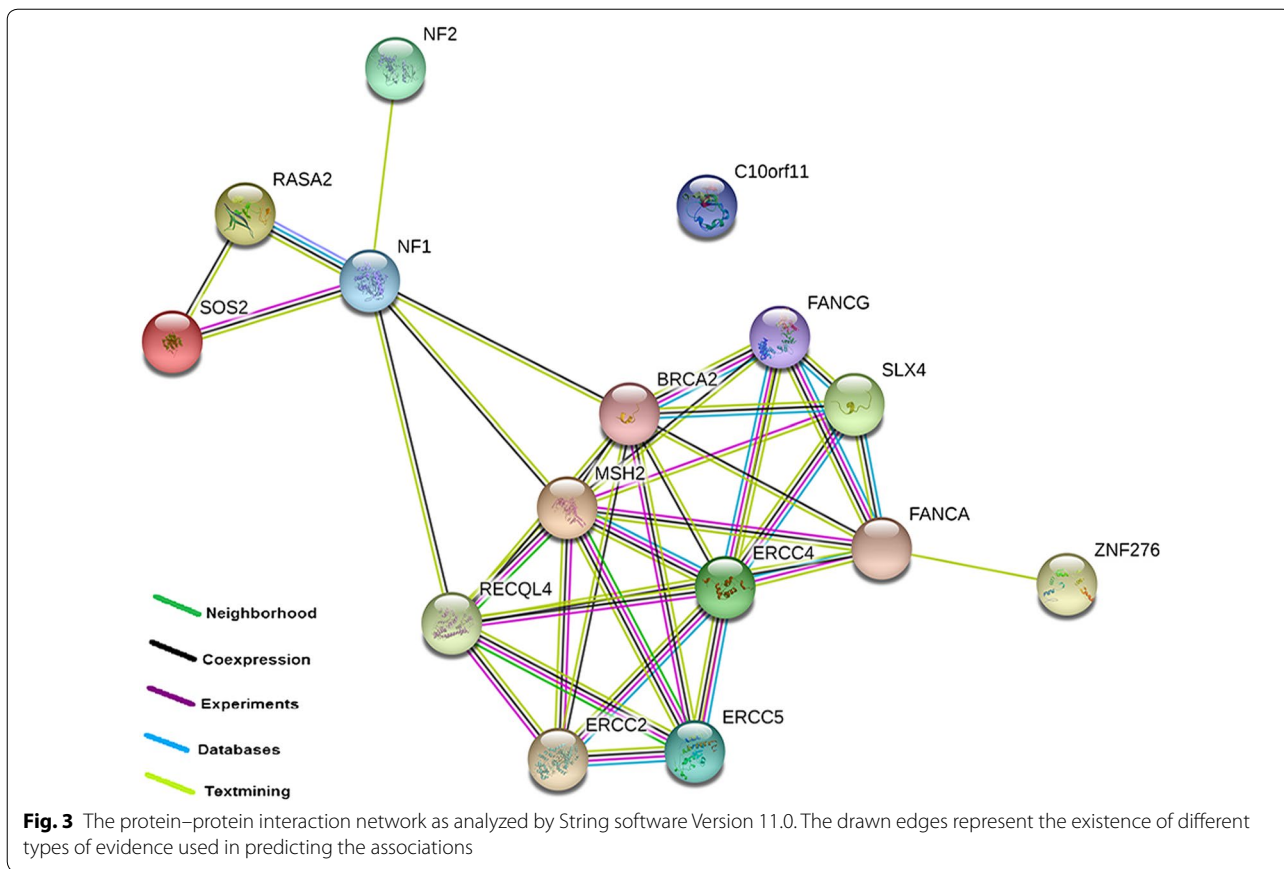 NF2
RASA2
C10orf11
NF1
SOS2
FANCG
BRCA2
SLX4
MSH2
FANCA
ERCC4
ZNF276
RECQL4
Neighborhood
Coexpression
Experiments
ERCC2
ERCC5
Databases
Textmining
Fig. 3 The protein–protein interaction network as analyzed by String software Version 11.0. The drawn edges represent the existence of different
types of evidence used in predicting the associations